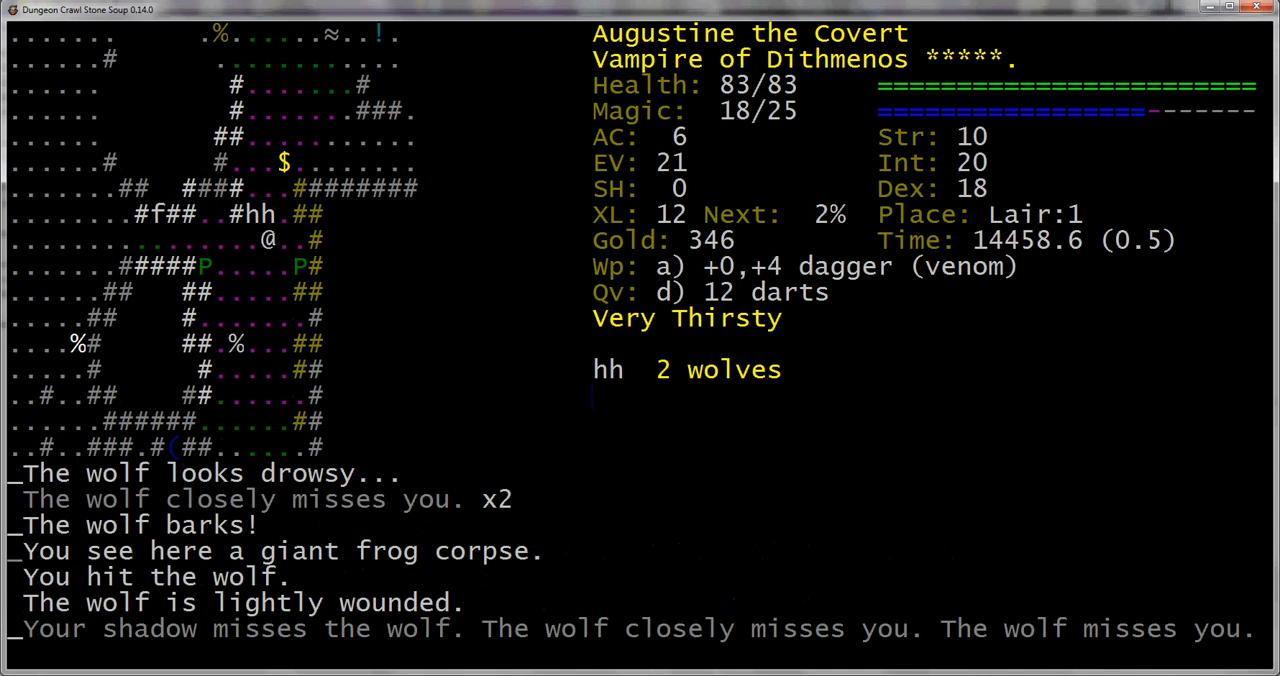 Dungeon Crawl Stone Soup 0.14.0
. . . . . . .       .%......≈..!.
. . . . . . #       .............
. . . . . .         #.......#
. . . . . .         #.......###.
. . . . . . .       ##..........
. . . . . . #       #...$........
.......##   ####...########
........#f##..#hh.##
.................@..#
.......#####P.....P#
......##    ##.....##
.....##     #.......#
....%#      ##.%...##
.....#      #.....##
..#..##     ##......#
......######......##
..#..###.#(##......#
Augustine the Covert
Vampire of Dithmenos *****.
Health: 83/83 ========================
Magic:  18/25 =================-------
AC:  6 Str: 10
EV: 21 Int: 20
SH:  0 Dex: 18
XL: 12 Next:  2% Place: Lair:1
Gold: 346 Time: 14458.6 (0.5)
Wp: a) +0,+4 dagger (venom)
Qv: d) 12 darts
Very Thirsty
hh  2 wolves
_The wolf looks drowsy...
The wolf closely misses you. x2
_The wolf barks!
_You see here a giant frog corpse.
You hit the wolf.
The wolf is lightly wounded.
_Your shadow misses the wolf. The wolf closely misses you. The wolf misses you.